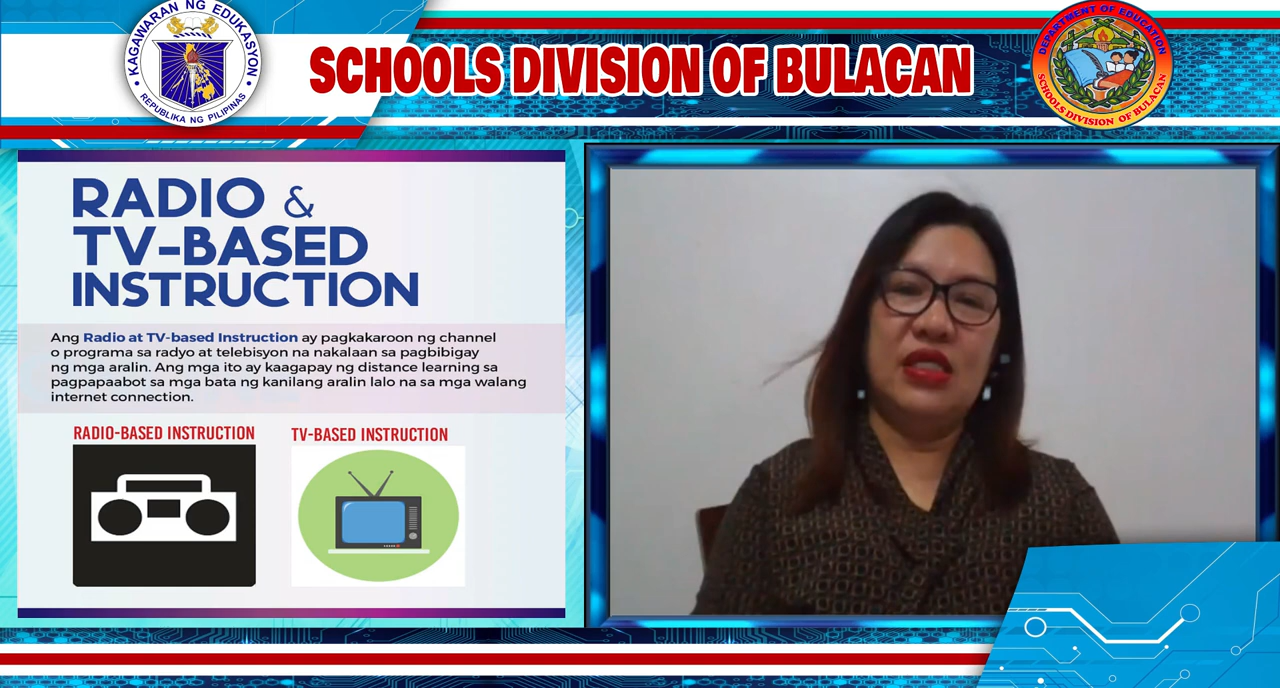 KAGAWARAN NG EDUKASYON
REPUBLIKA NG PILIPINAS
SCHOOLS DIVISION OF BULACAN
DEPARTMENT OF EDUCATION
SCHOOLS DIVISION OF BULACAN
RADIO &
TV-BASED
INSTRUCTION
Ang Radio at TV-based Instruction ay pagkakaroon ng channel
o programa sa radyo at telebisyon na nakalaan sa pagbibigay
ng mga aralin. Ang mga ito ay kaagapay ng distance learning sa
pagpapaabot sa mga bata ng kanilang aralin lalo na sa mga walang
internet connection.
RADIO-BASED INSTRUCTION
TV-BASED INSTRUCTION